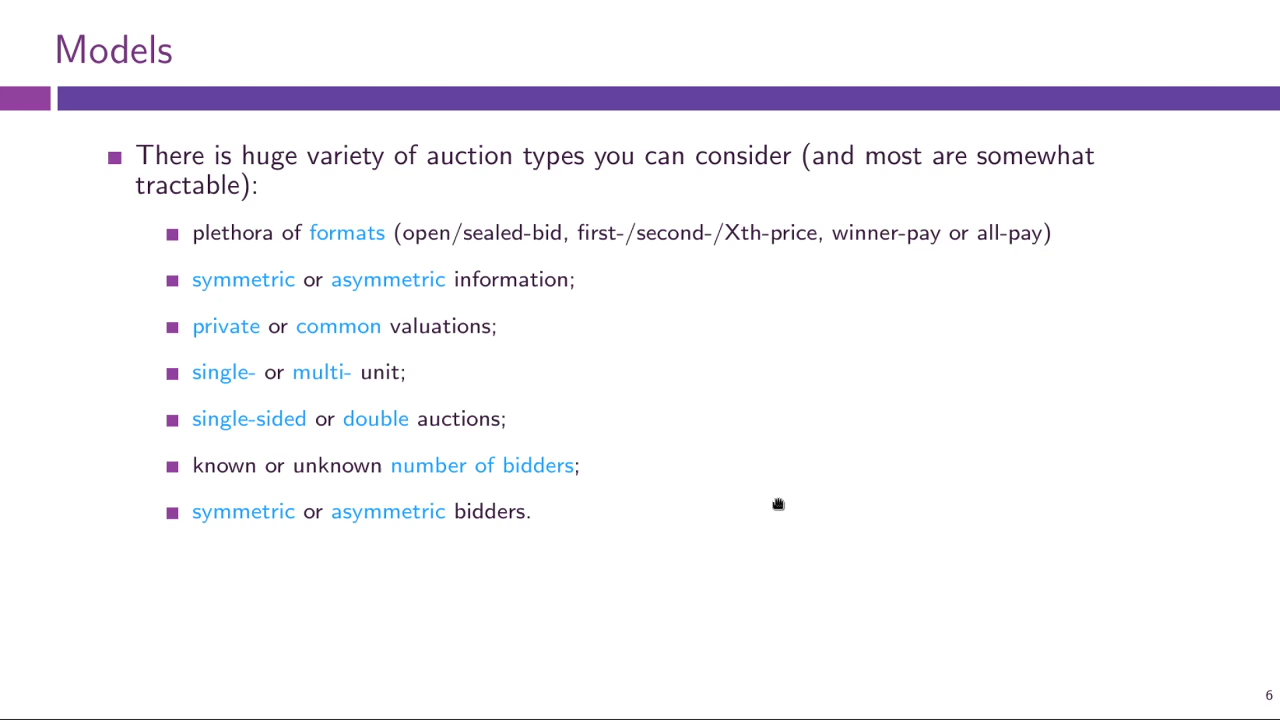 Models
There is huge variety of auction types you can consider (and most are somewhat
tractable):
plethora of formats (open/sealed-bid, first-/second-/Xth-price, winner-pay or all-pay)
symmetric or asymmetric information;
private or common valuations;
single- or multi- unit;
single-sided or double auctions;
known or unknown number of bidders;
symmetric or asymmetric bidders.
6